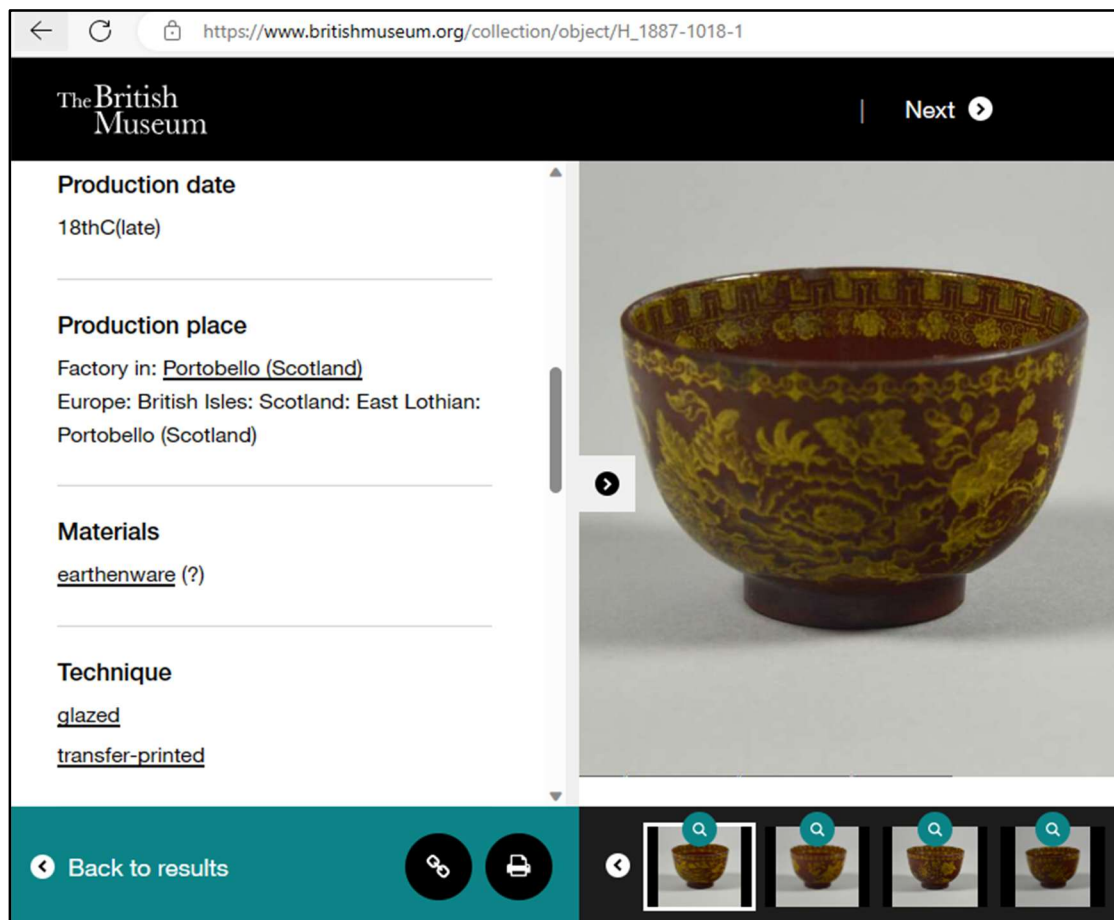 https://www.britishmuseum.org/collection/object/H_1887-1018-1
The British
Museum
| Next
Production date
18thC(late)
Production place
Factory in: Portobello (Scotland)
Europe: British Isles: Scotland: East Lothian:
Portobello (Scotland)
Materials
earthenware (?)
Technique
glazed
transfer-printed
Back to results